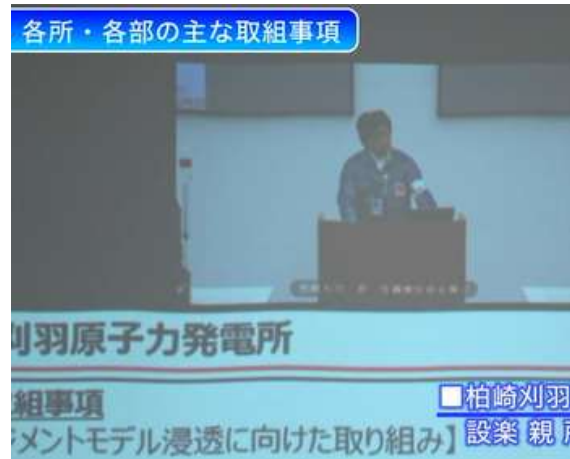 各所・各部の主な取組事項
刈羽原子力発電所
組事項
メントモデル浸透に向けた取り組み】
■柏崎刈羽
設楽 親